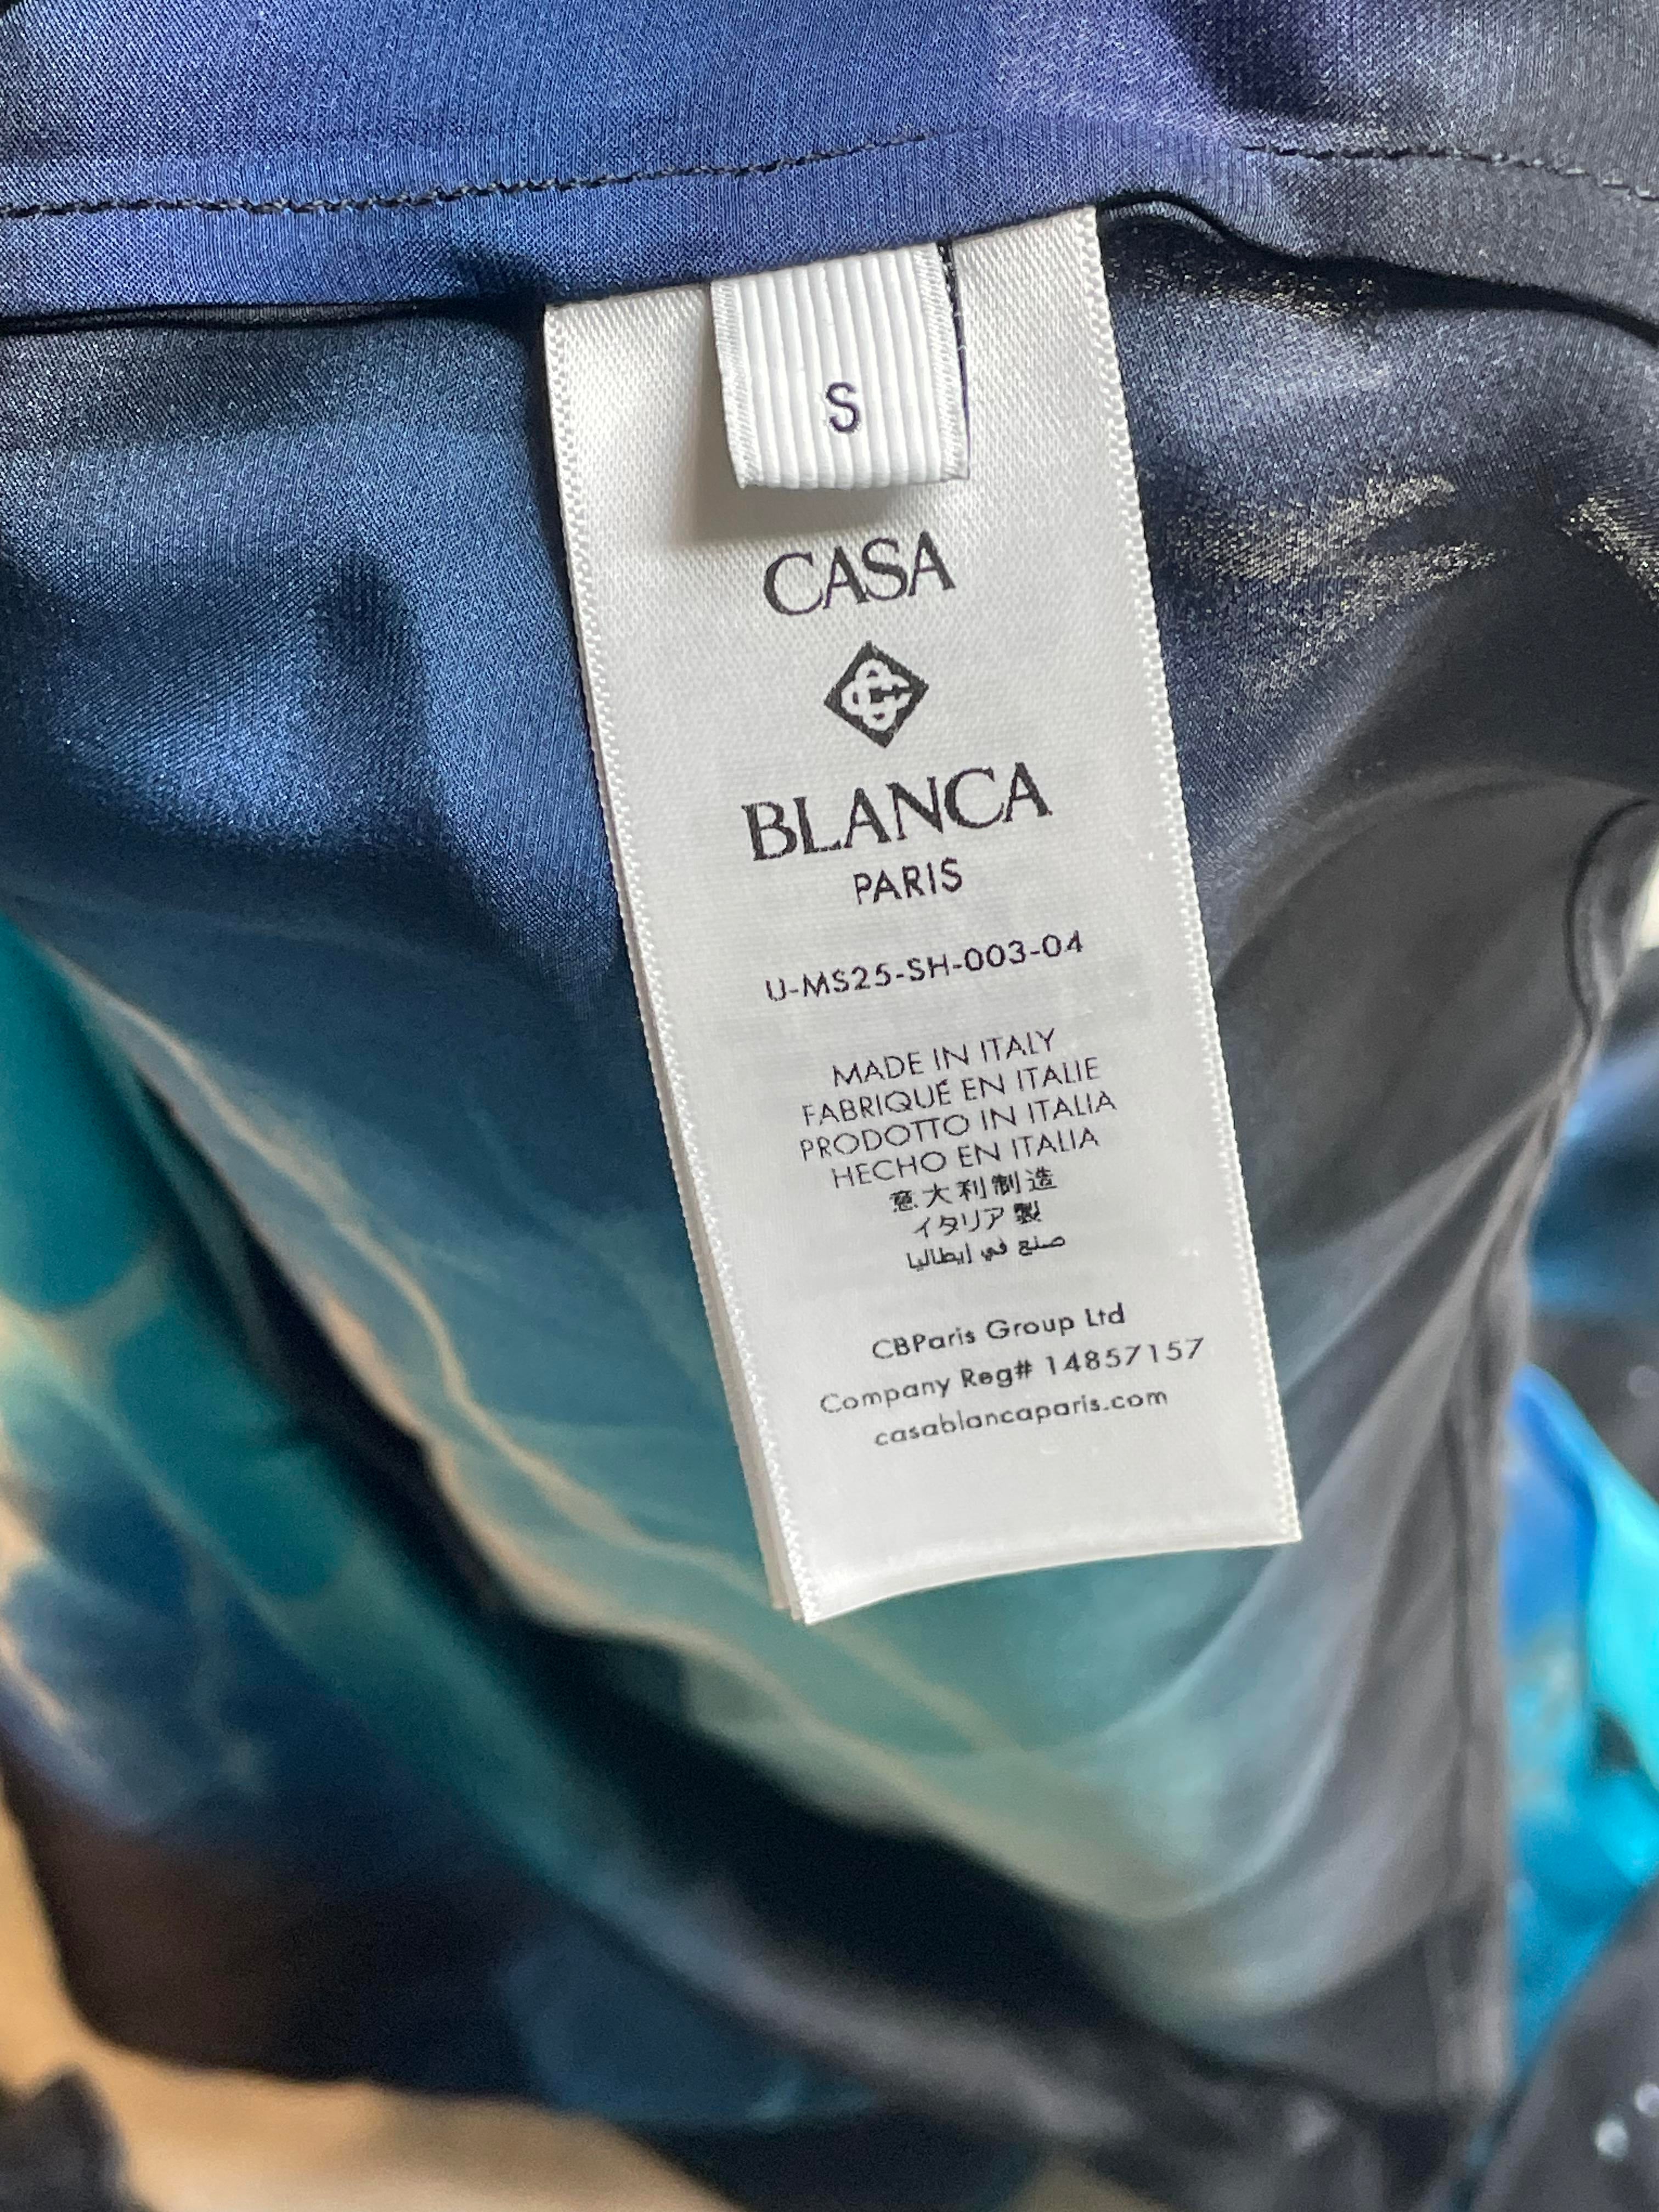 S
CASA
BLANCA
PARIS
U-MS25-SH-003-04
MADE IN ITALY
FABRIQUÉ EN ITALIE
PRODOTTO IN ITALIA
HECHO EN ITALIA
意大利制造
イタリア製
صنع في إيطاليا
CBParis Group Ltd
Company Reg# 14857157
casablancaparis.com